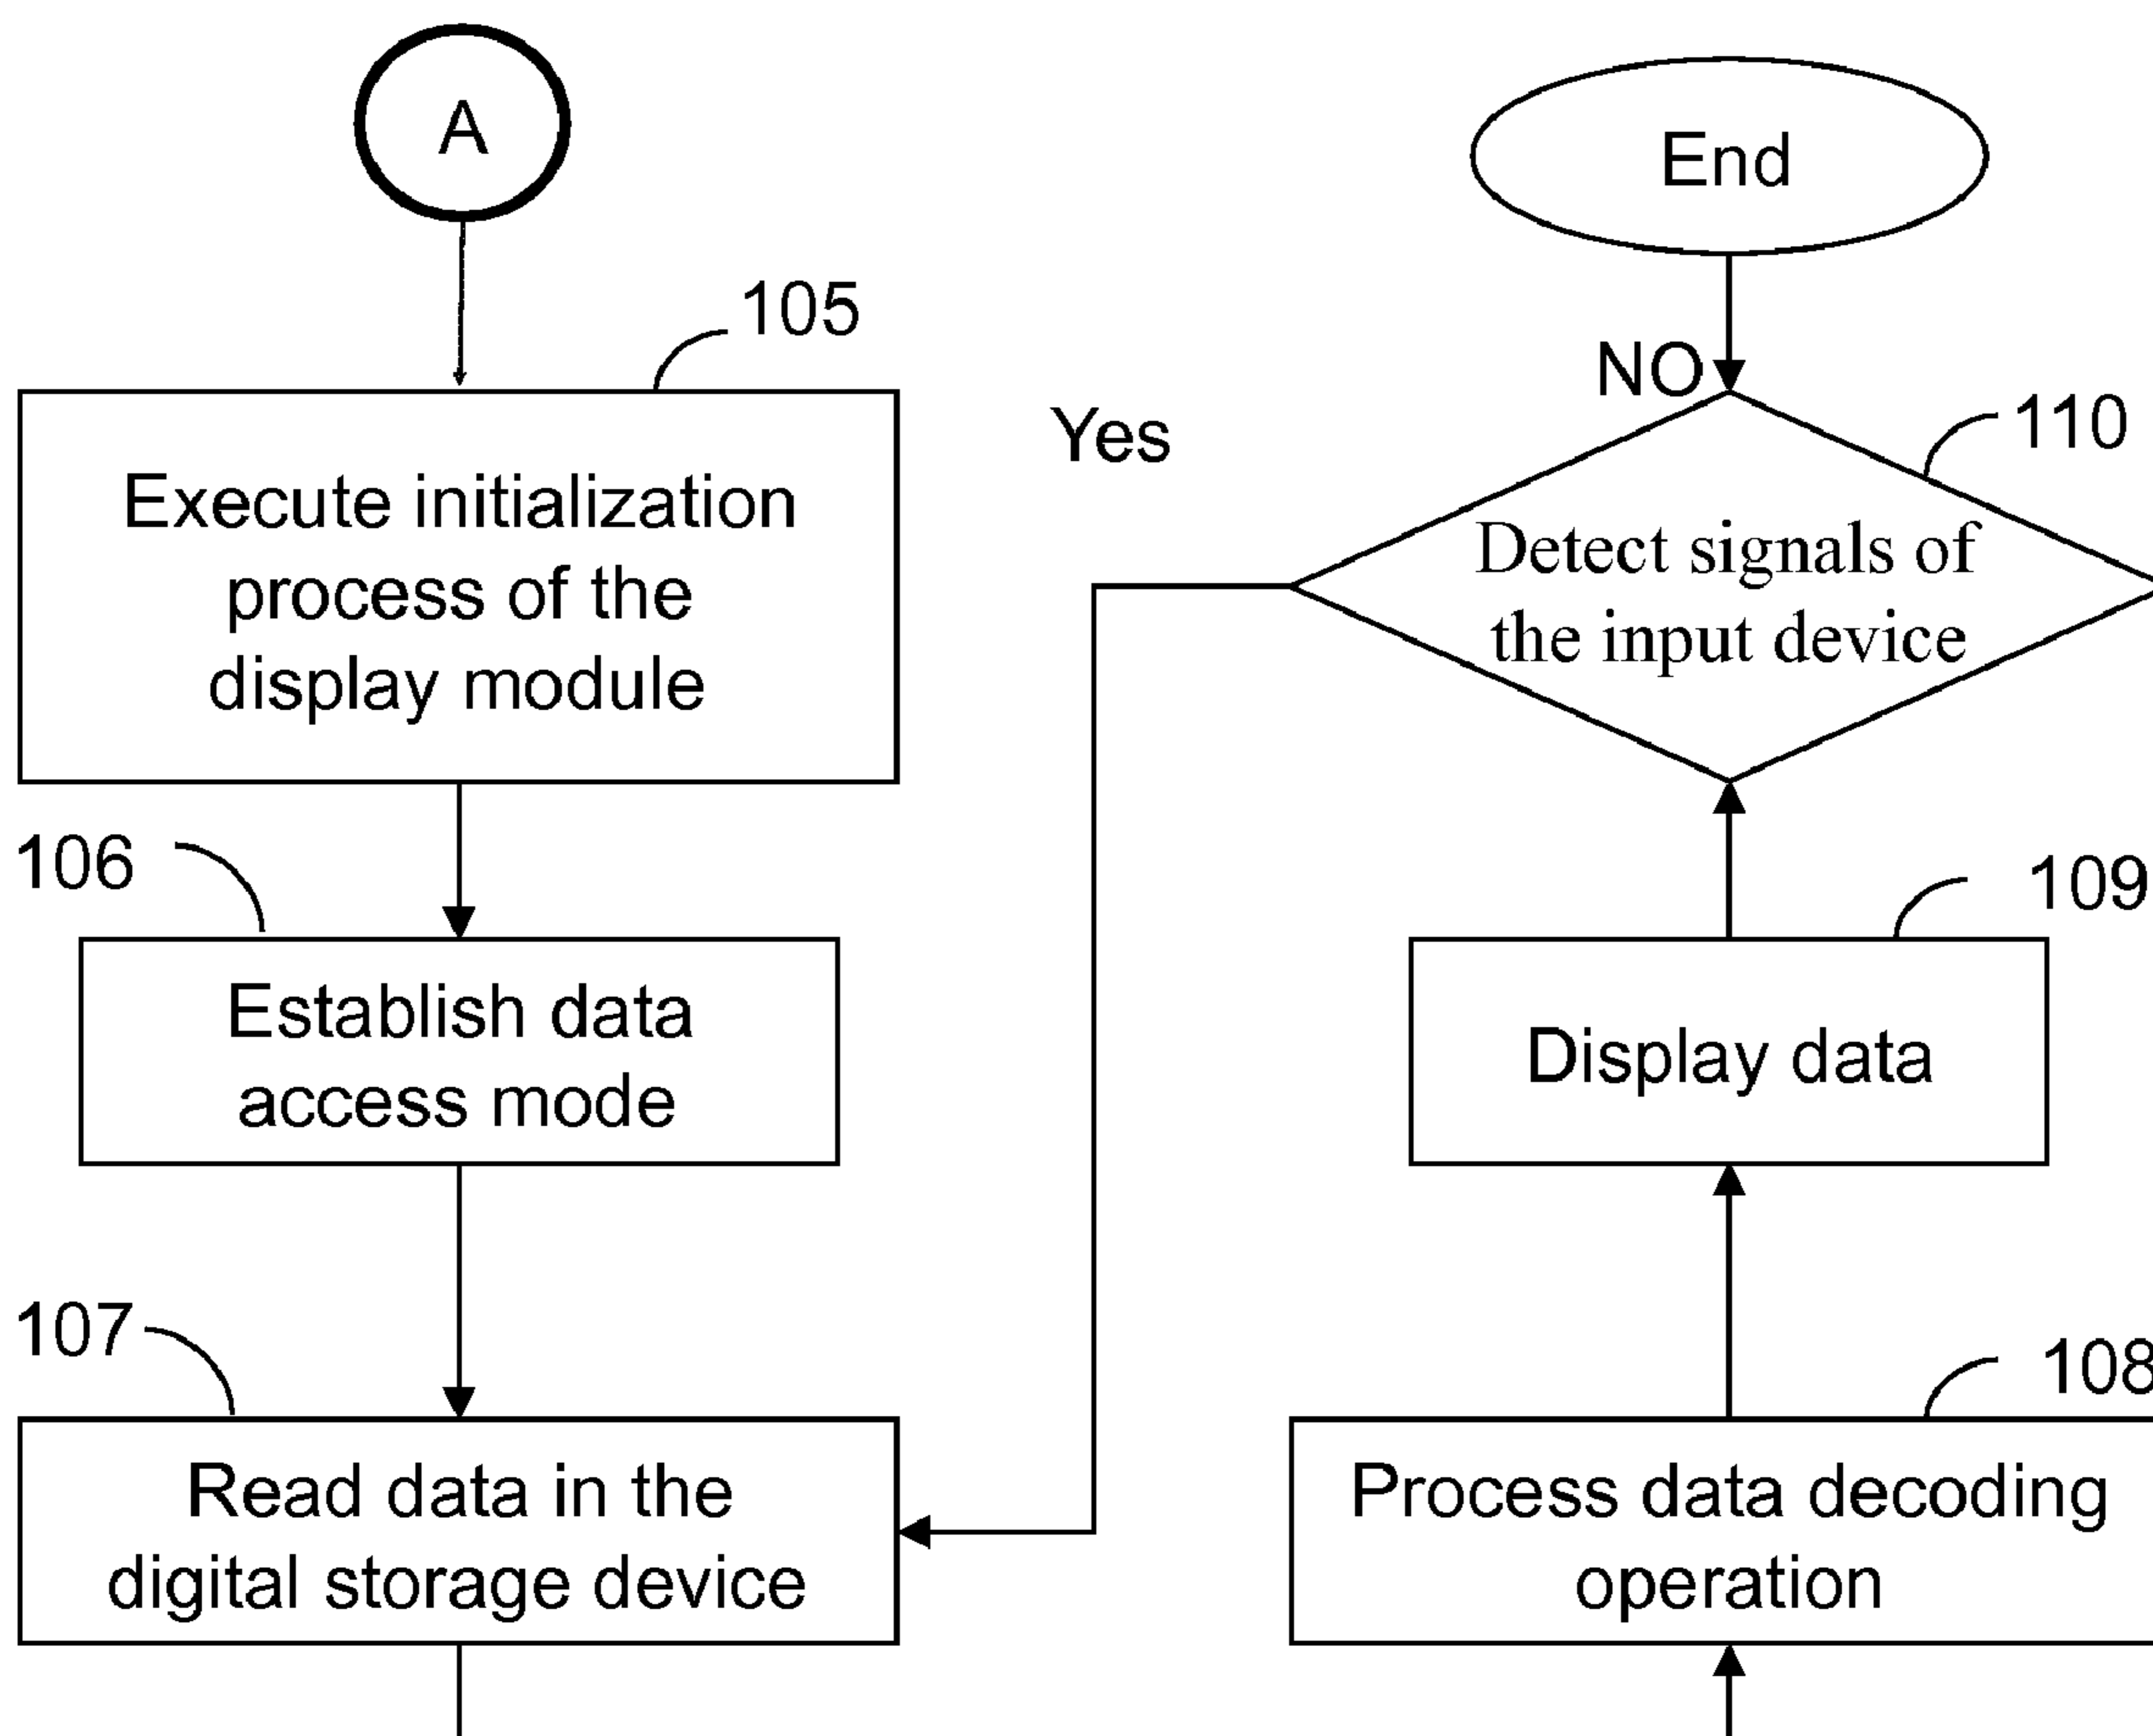 A
105
Execute initialization
process of the
display module
106
Establish data
access mode
107
Read data in the
digital storage device
End
NO
Yes
110
Detect signals of
the input device
109
Display data
108
Process data decoding
operation